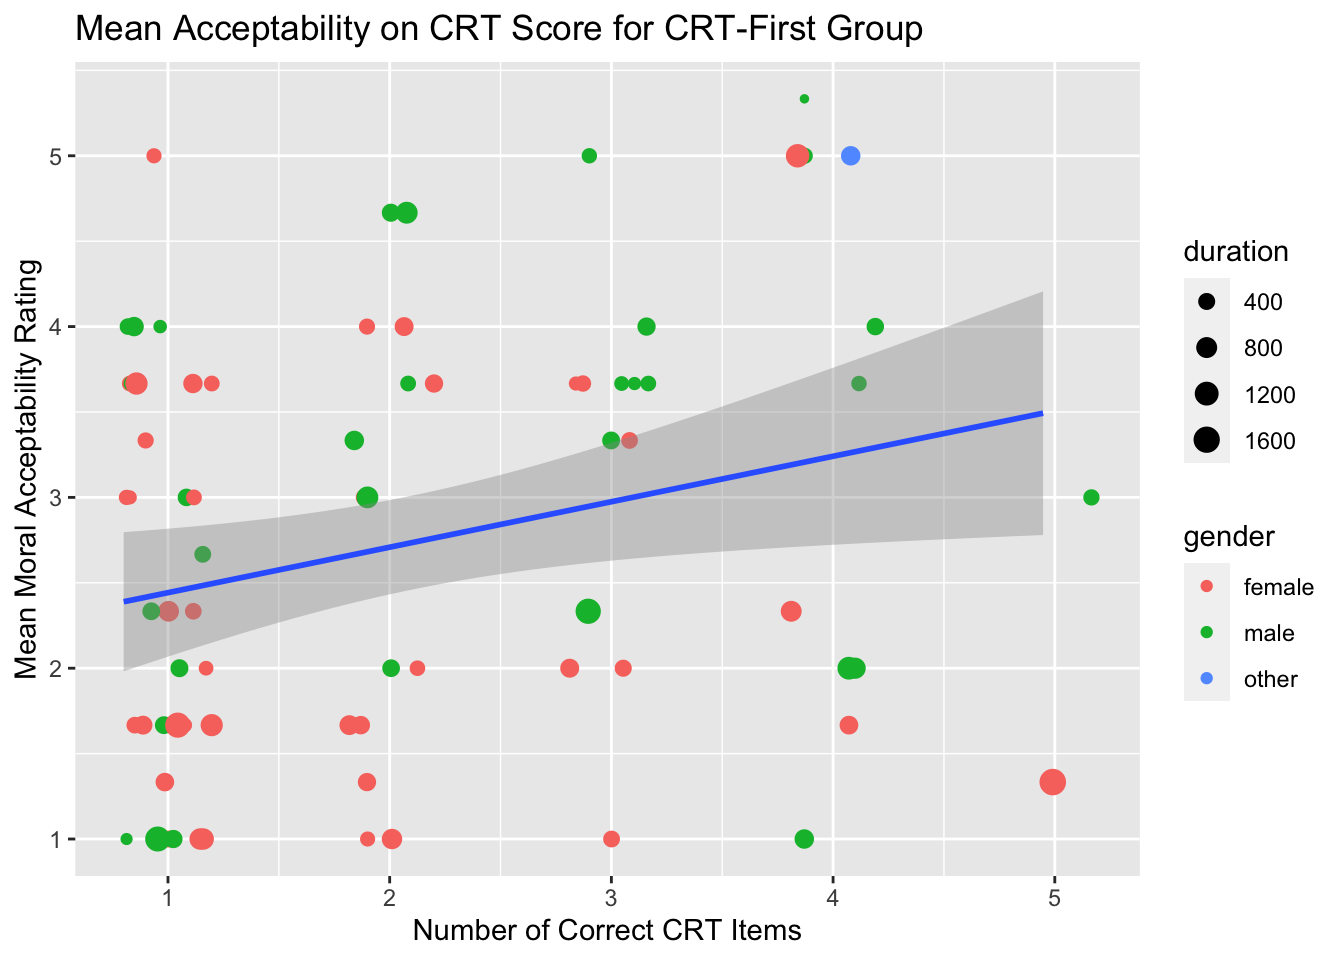 Mean Acceptability on CRT Score for CRT-First Group
Mean Moral Acceptability Rating
5
4
3
2
1
1 2 3 4 5
Number of Correct CRT Items
duration
400
800
1200
1600
gender
female
male
other